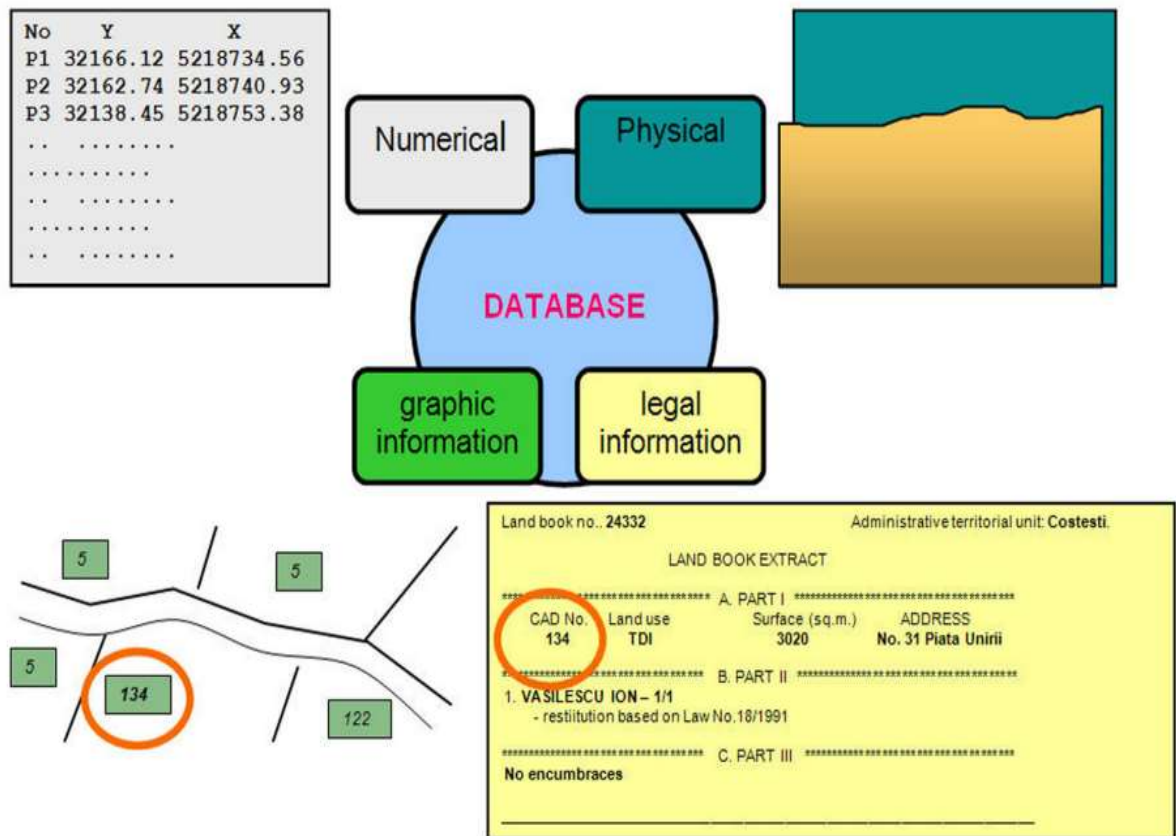 No Y X
P1 32166.12 5218734.56
P2 32162.74 5218740.93
P3 32138.45 5218753.38
.. ........
..........
.. ........
..........
.. ........
Numerical
Physical
DATABASE
graphic
information
legal
information
5
5
5
134
122
Land book no.. 24332 Administrative territorial unit: Costesti.
LAND BOOK EXTRACT
************************************ A. PART I ***************************************
CAD No. Land use Surface (sq.m.) ADDRESS
134 TDI 3020 No. 31 Piata Unirii
************************************ B. PART II ***************************************
1. VASILESCU ION – 1/1
- restiitution based on Law No.18/1991
************************************ C. PART III **************************************
No encumbraces